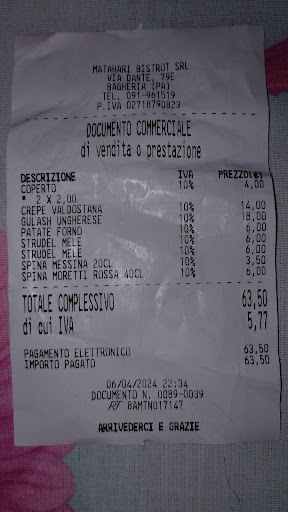 MATAHARI BISTROT SRL
VIA DANTE, 79E
BAGHERIA (PA)
TEL. 091-961519
P.IVA 02718790823
DOCUMENTO COMMERCIALE
di vendita o prestazione
DESCRIZIONE IVA PREZZO(€)
COPERTO 10% 4,00
* 2 X 2,00
CREPE VALDOSTANA 10% 14,00
GULASH UNGHERESE 10% 18,00
PATATE FORNO 10% 6,00
STRUDEL MELE 10% 6,00
STRUDEL MELE 10% 6,00
SPINA MESSINA 20CL 10% 3,50
SPINA MORETTI ROSSA 40CL 10% 6,00
TOTALE COMPLESSIVO 63,50
di cui IVA 5,77
PAGAMENTO ELETTRONICO 63,50
IMPORTO PAGATO 63,50
06/04/2024 22:34
DOCUMENTO N. 0089-0039
RT 8AMTN017147
ARRIVEDERCI E GRAZIE